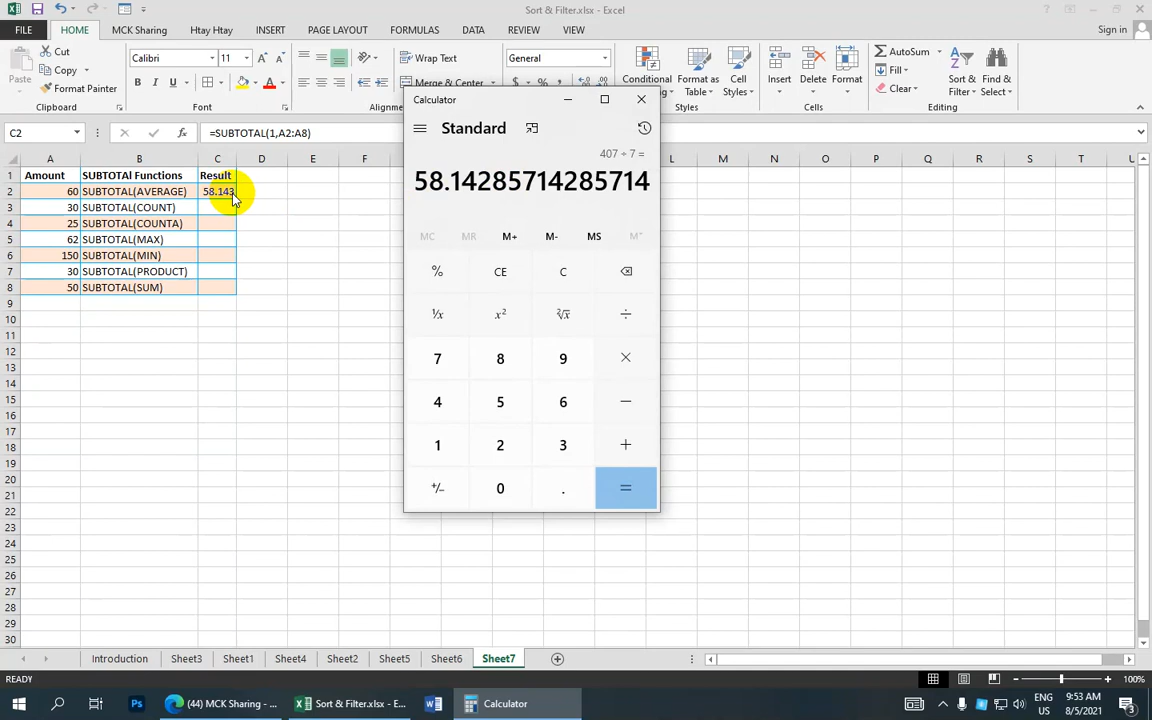 Sort & Filter.xlsx - Excel
Sign in
FILE HOME MCK Sharing Htay Htay INSERT PAGE LAYOUT FORMULAS DATA REVIEW VIEW
Paste
Cut
Copy
Format Painter
Clipboard
Calibri 11
B I U
Font
Wrap Text
Merge & Center
General
$ %
Conditional
Format as
Table
Cell
Styles
Styles
Insert Delete Format
Cells
AutoSum
Fill
Clear
Sort &
Filter
Find &
Select
Editing
C2 fx =SUBTOTAL(1,A2:A8)
A B C D E F L M N O P Q R S T U
1 Amount SUBTOTAl Functions Result
2 60 SUBTOTAL(AVERAGE) 58.143
3 30 SUBTOTAL(COUNT)
4 25 SUBTOTAL(COUNTA)
5 62 SUBTOTAL(MAX)
6 150 SUBTOTAL(MIN)
7 30 SUBTOTAL(PRODUCT)
8 50 SUBTOTAL(SUM)
9
10
11
12
13
14
15
16
17
18
19
20
21
22
23
24
25
26
27
28
29
30
Calculator
Standard
407 ÷ 7 =
58.14285714285714
MC MR M+ M- MS
% CE C
¹/x x² ²√x ÷
7 8 9 ×
4 5 6 −
1 2 3 +
+/− 0 . =
Introduction Sheet3 Sheet1 Sheet4 Sheet2 Sheet5 Sheet6 Sheet7
READY
100%
Ps
(44) MCK Sharing - ...
Sort & Filter.xlsx - E...
Calculator
ENG
US
9:53 AM
8/5/2021
3